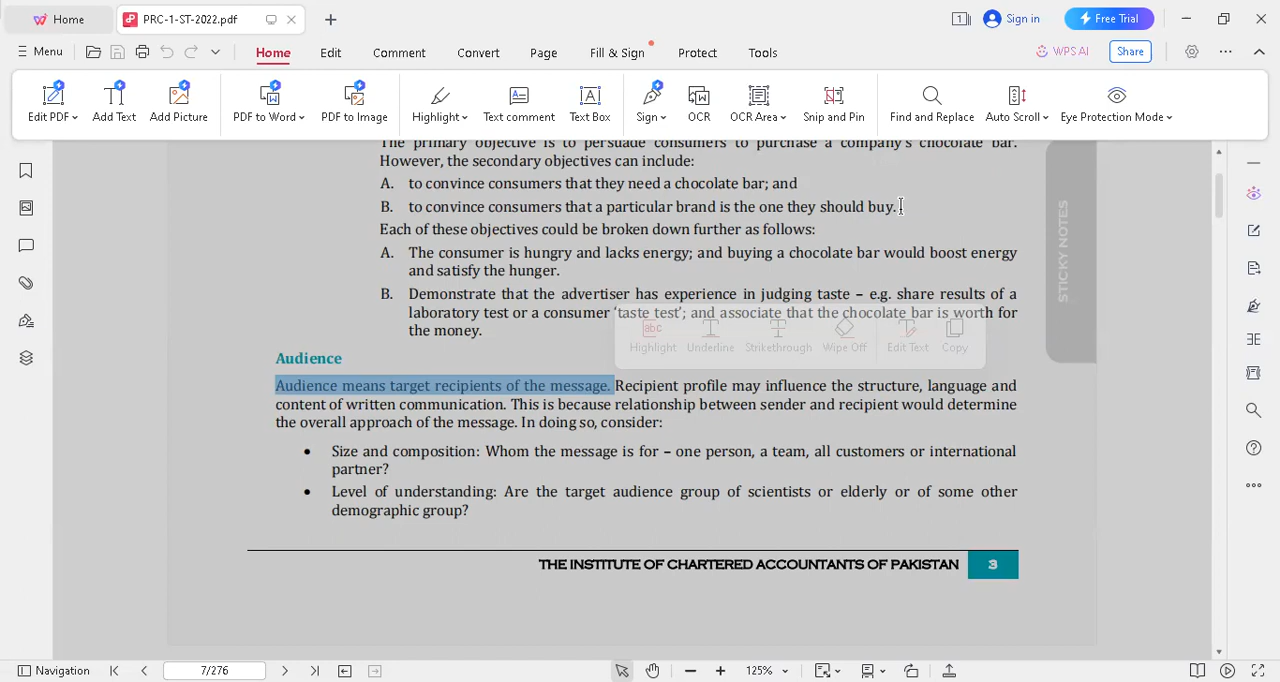 Home
PRC-1-ST-2022.pdf
Sign in
Free Trial
Menu
Home
Edit
Comment
Convert
Page
Fill & Sign
Protect
Tools
WPS AI
Share
Edit PDF
Add Text
Add Picture
PDF to Word
PDF to Image
Highlight
Text comment
Text Box
Sign
OCR
OCR Area
Snip and Pin
Find and Replace
Auto Scroll
Eye Protection Mode
The primary objective is to persuade consumers to purchase a company's chocolate bar.
However, the secondary objectives can include:
A. to convince consumers that they need a chocolate bar; and
B. to convince consumers that a particular brand is the one they should buy.
Each of these objectives could be broken down further as follows:
A. The consumer is hungry and lacks energy; and buying a chocolate bar would boost energy
and satisfy the hunger.
B. Demonstrate that the advertiser has experience in judging taste – e.g. share results of a
laboratory test or a consumer 'taste test'; and associate that the chocolate bar is worth for
the money.
abc
Highlight
Underline
Strikethrough
Wipe Off
Edit Text
Copy
Audience
Audience means target recipients of the message. Recipient profile may influence the structure, language and
content of written communication. This is because relationship between sender and recipient would determine
the overall approach of the message. In doing so, consider:
• Size and composition: Whom the message is for – one person, a team, all customers or international
partner?
• Level of understanding: Are the target audience group of scientists or elderly or of some other
demographic group?
THE INSTITUTE OF CHARTERED ACCOUNTANTS OF PAKISTAN
3
STICKY NOTES
Navigation
7/276
125%